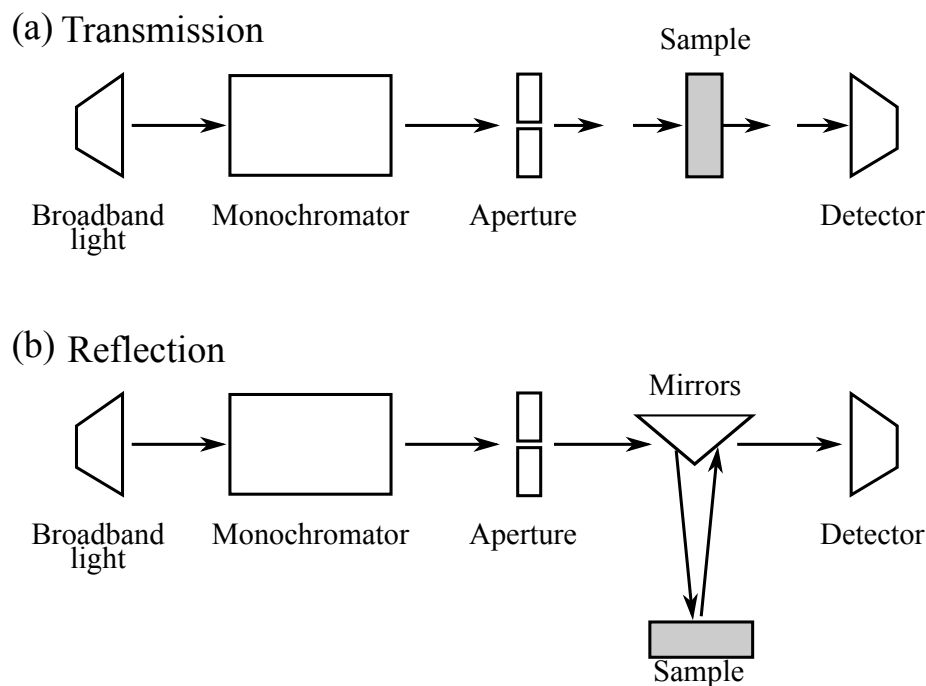 (a) Transmission
Sample
Broadband
light
Monochromator
Aperture
Detector
(b) Reflection
Mirrors
Broadband
light
Monochromator
Aperture
Detector
Sample